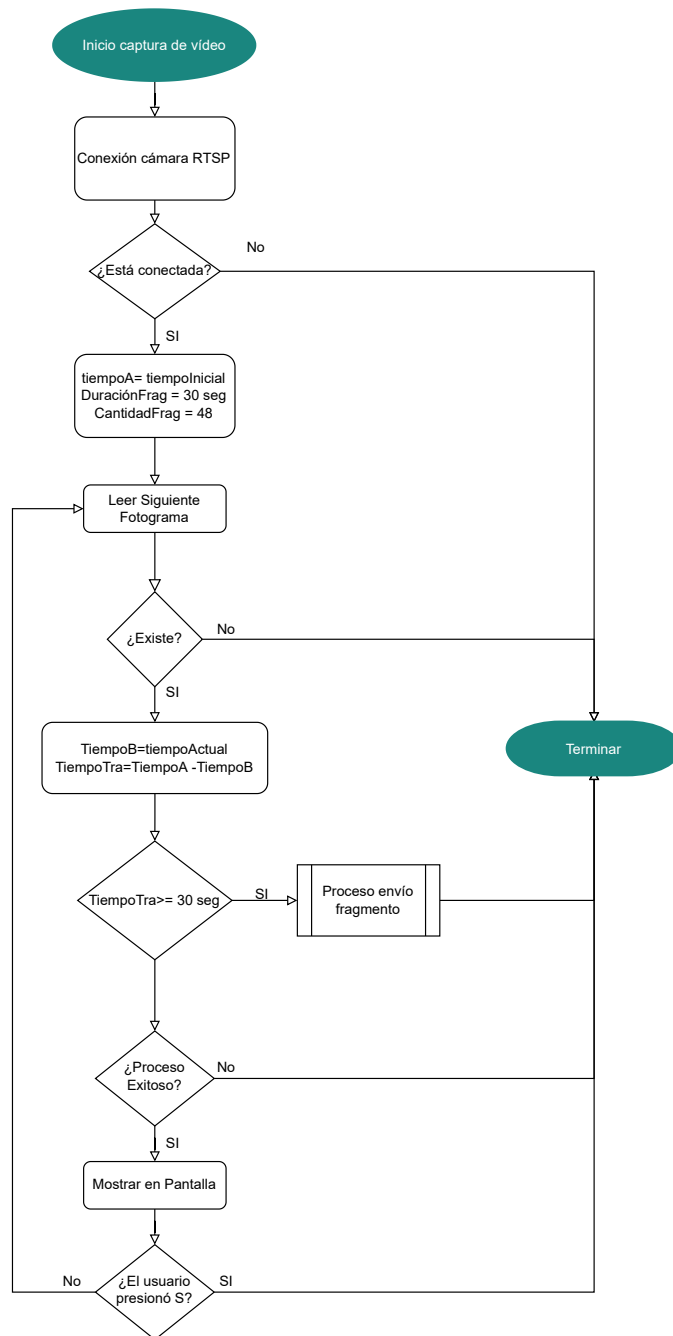 Inicio captura de vídeo
Conexión cámara RTSP
No
¿Está conectada?
SI
tiempoA= tiempoInicial
DuraciónFrag = 30 seg
CantidadFrag = 48
Leer Siguiente
Fotograma
No
¿Existe?
SI
TiempoB=tiempoActual
TiempoTra=TiempoA -TiempoB
Terminar
TiempoTra>= 30 seg
SI
Proceso envío
fragmento
¿Proceso
Exitoso?
No
SI
Mostrar en Pantalla
No
¿El usuario
presionó S?
SI